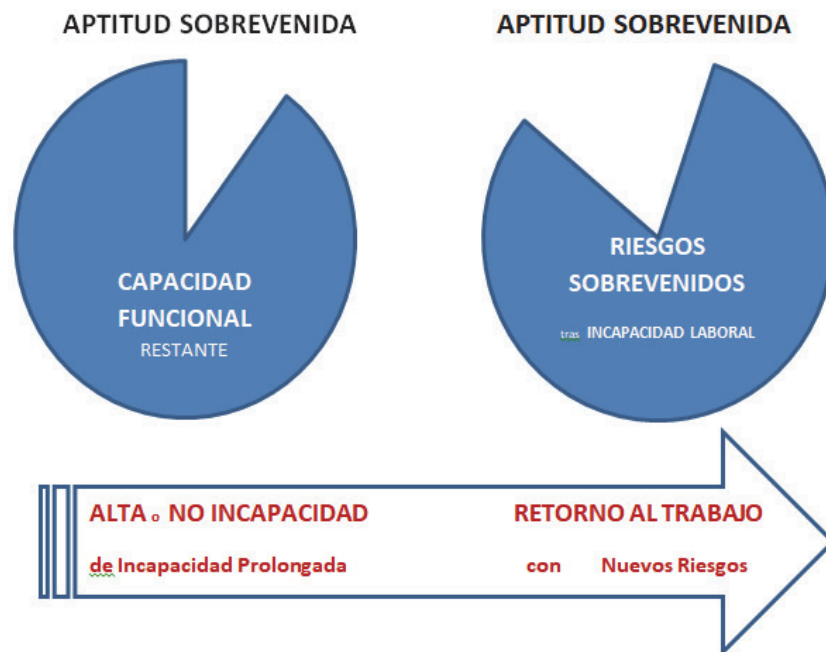 APTITUD SOBREVENIDA
CAPACIDAD
FUNCIONAL
RESTANTE
APTITUD SOBREVENIDA
RIESGOS
SOBREVENIDOS
tras INCAPACIDAD LABORAL
ALTA o NO INCAPACIDAD
de Incapacidad Prolongada
RETORNO AL TRABAJO
con Nuevos Riesgos